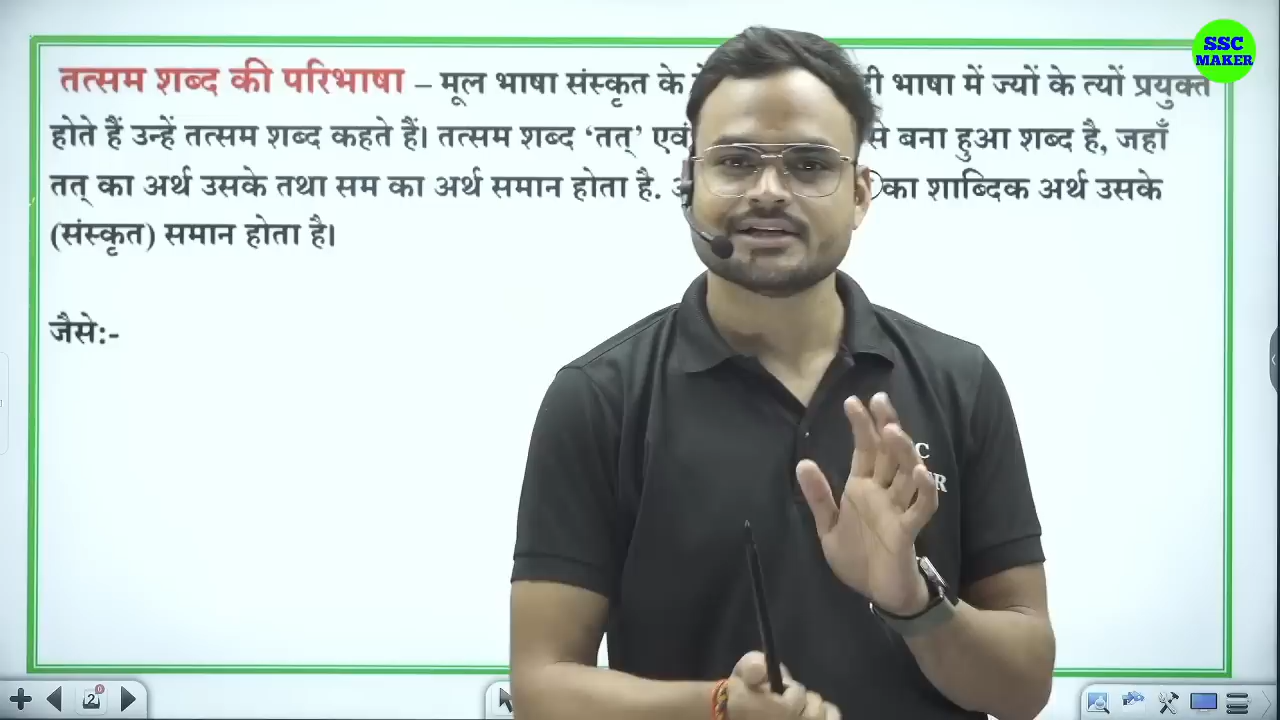 SSC
MAKER
तत्सम शब्द की परिभाषा – मूल भाषा संस्कृत के भाषा में ज्यों के त्यों प्रयुक्त
होते हैं उन्हें तत्सम शब्द कहते हैं। तत्सम शब्द ‘तत्’ एवं से बना हुआ शब्द है, जहाँ
तत् का अर्थ उसके तथा सम का अर्थ समान होता है. का शाब्दिक अर्थ उसके
(संस्कृत) समान होता है।
जैसे:-
2